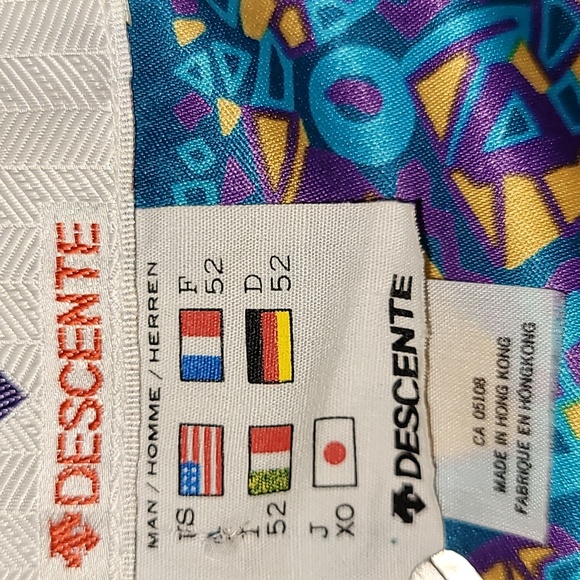 DESCENTE
MAN / HOMME / HERREN
F
52
D
52
I
52
J
XO
DESCENTE
CA 05108
MADE IN HONG KONG
FABRIQUE EN HONGKONG